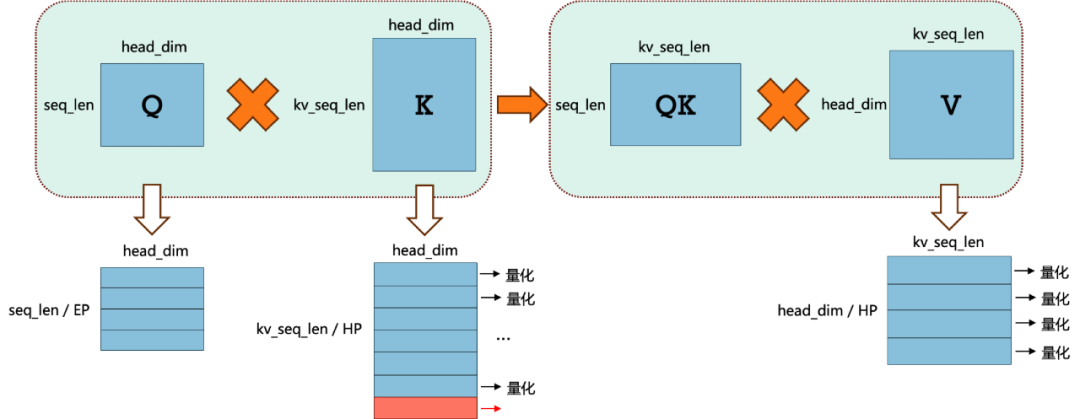 head_dim
head_dim
kv_seq_len
kv_seq_len
seq_len
Q
kv_seq_len
K
seq_len
QK
head_dim
V
head_dim
head_dim
kv_seq_len
seq_len / EP
kv_seq_len / HP
量化
量化
...
量化
head_dim / HP
量化
量化
量化
量化